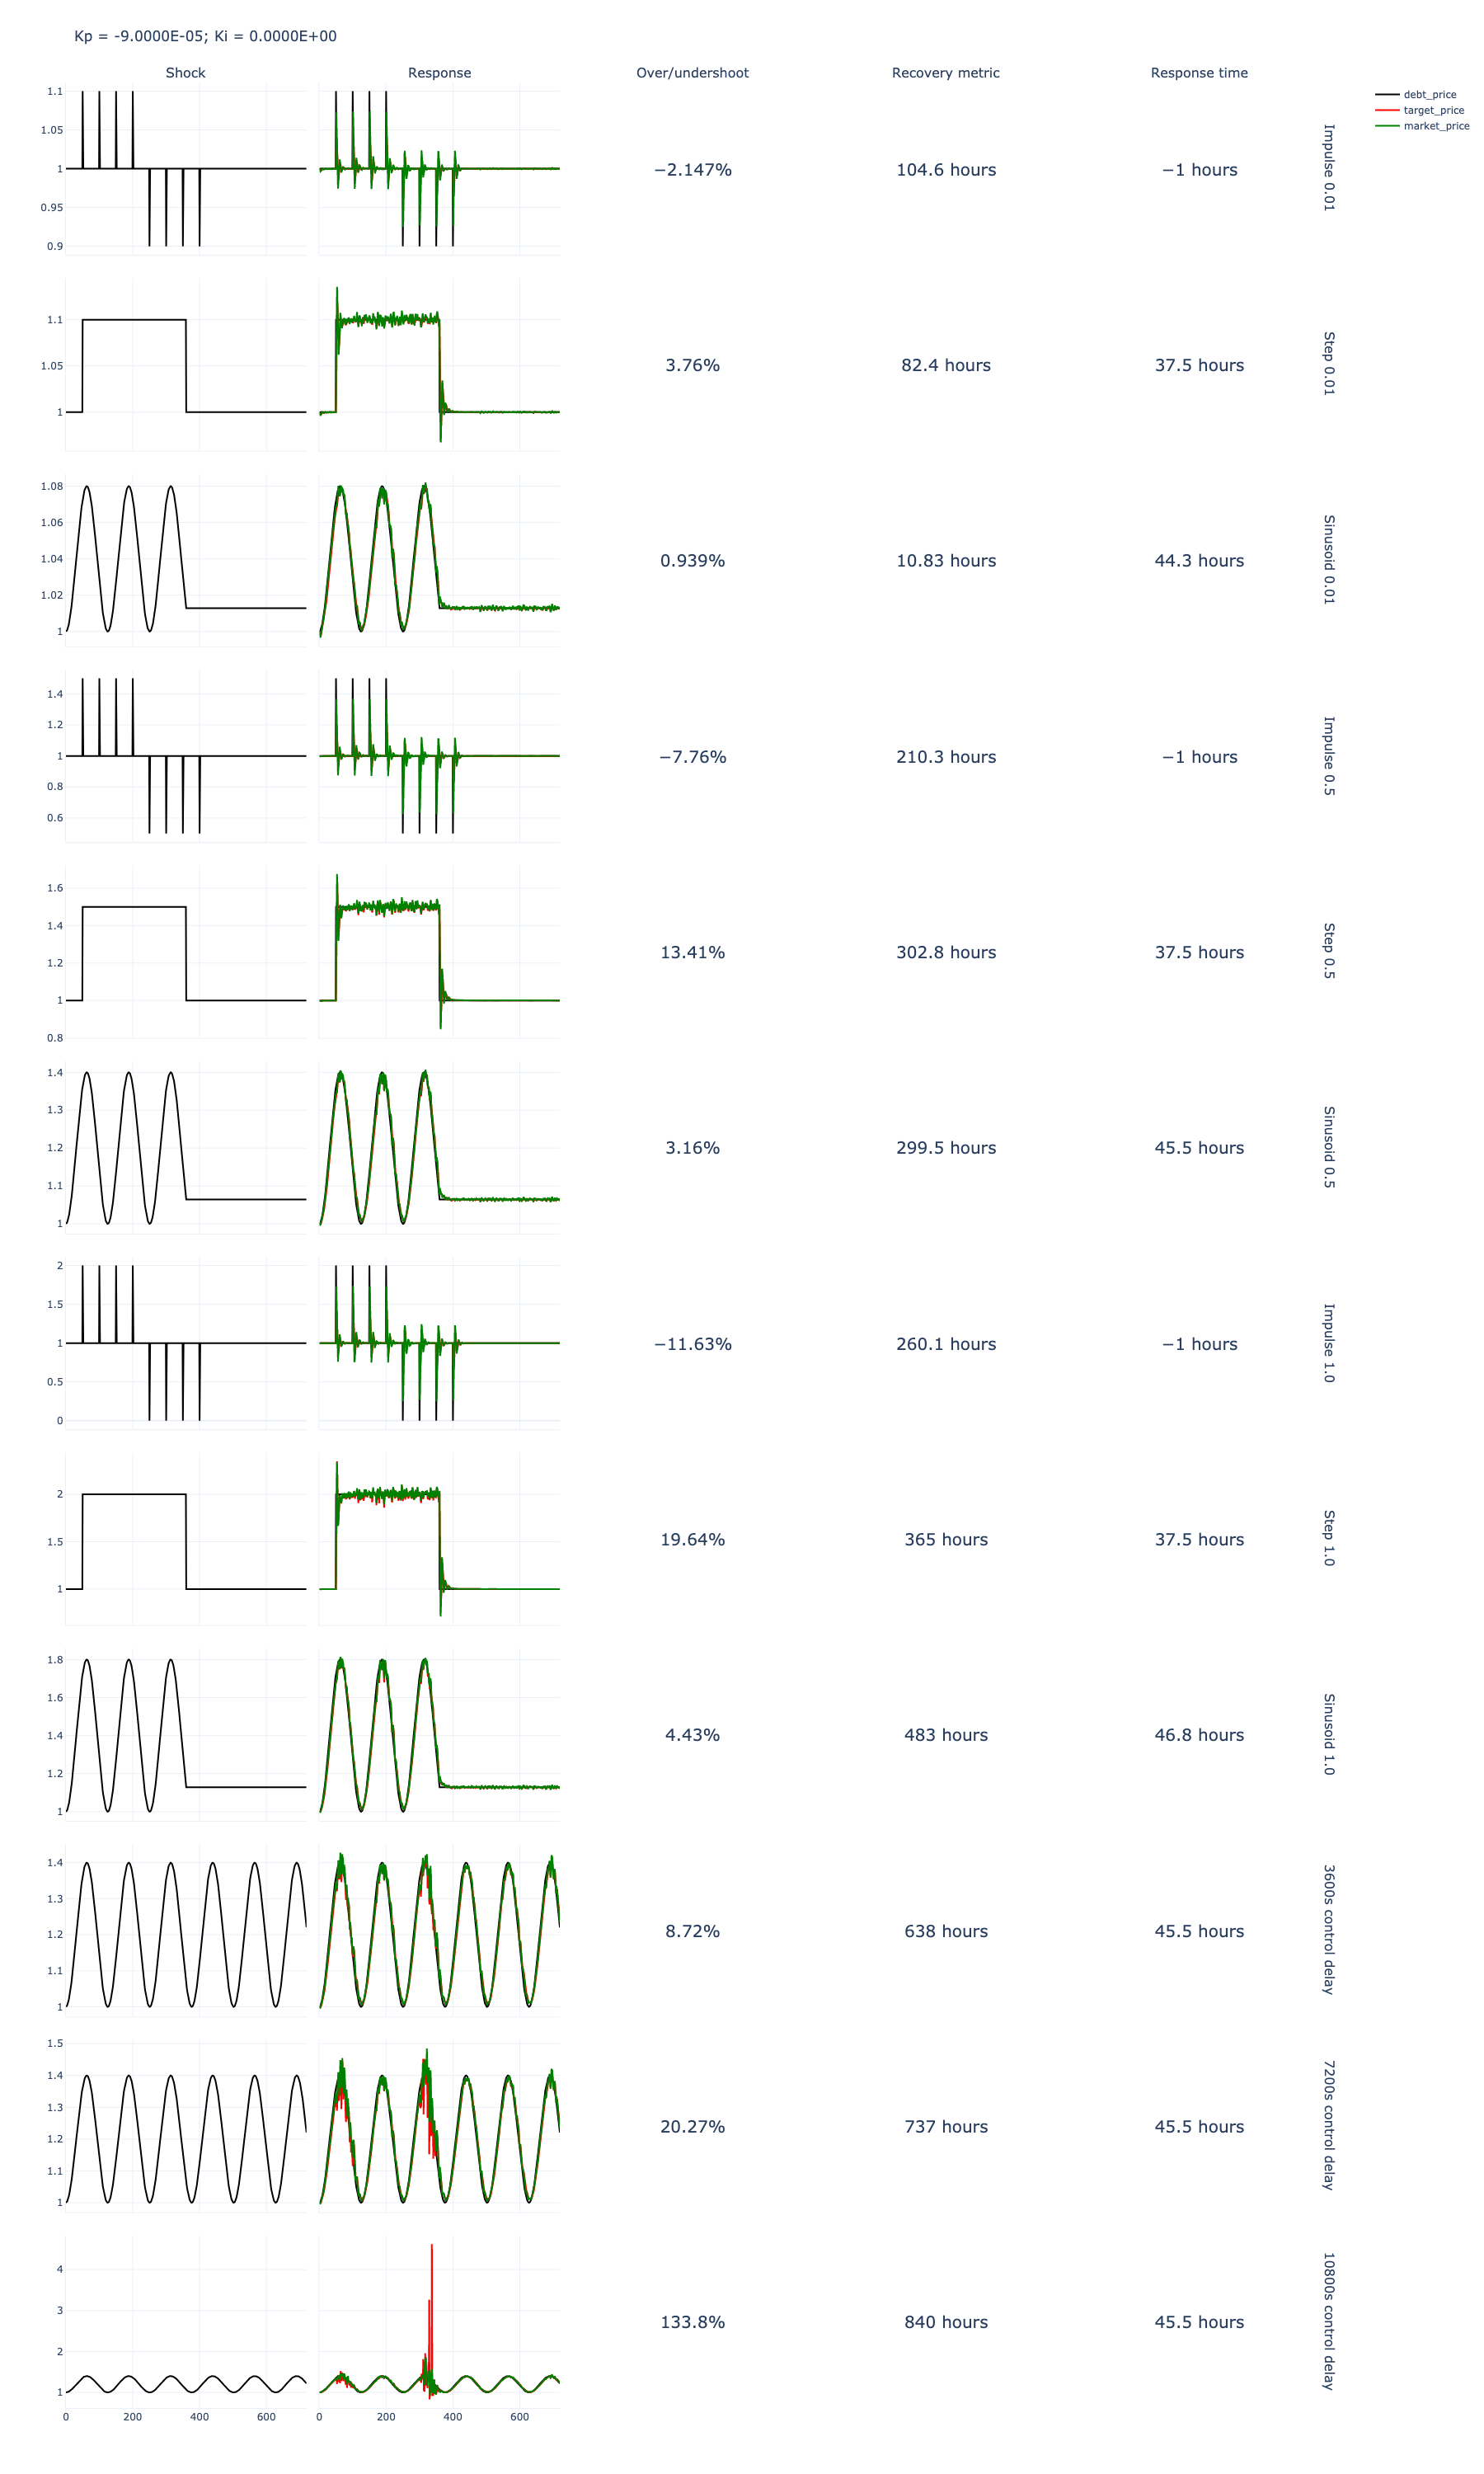 Kp = -9.0000E-05; Ki = 0.0000E+00
Shock Response Over/undershoot Recovery metric Response time
debt_price
target_price
market_price
1.1
1.05
1
0.95
0.9
−2.147% 104.6 hours −1 hours
Impulse 0.01
1.1
1.05
1
3.76% 82.4 hours 37.5 hours
Step 0.01
1.08
1.06
1.04
1.02
1
0.939% 10.83 hours 44.3 hours
Sinusoid 0.01
1.4
1.2
1
0.8
0.6
−7.76% 210.3 hours −1 hours
Impulse 0.5
1.6
1.4
1.2
1
0.8
13.41% 302.8 hours 37.5 hours
Step 0.5
1.4
1.3
1.2
1.1
1
3.16% 299.5 hours 45.5 hours
Sinusoid 0.5
2
1.5
1
0.5
0
−11.63% 260.1 hours −1 hours
Impulse 1.0
2
1.5
1
19.64% 365 hours 37.5 hours
Step 1.0
1.8
1.6
1.4
1.2
1
4.43% 483 hours 46.8 hours
Sinusoid 1.0
1.4
1.3
1.2
1.1
1
8.72% 638 hours 45.5 hours
3600s control delay
1.5
1.4
1.3
1.2
1.1
1
20.27% 737 hours 45.5 hours
7200s control delay
4
3
2
1
133.8% 840 hours 45.5 hours
10800s control delay
0 200 400 600 0 200 400 600